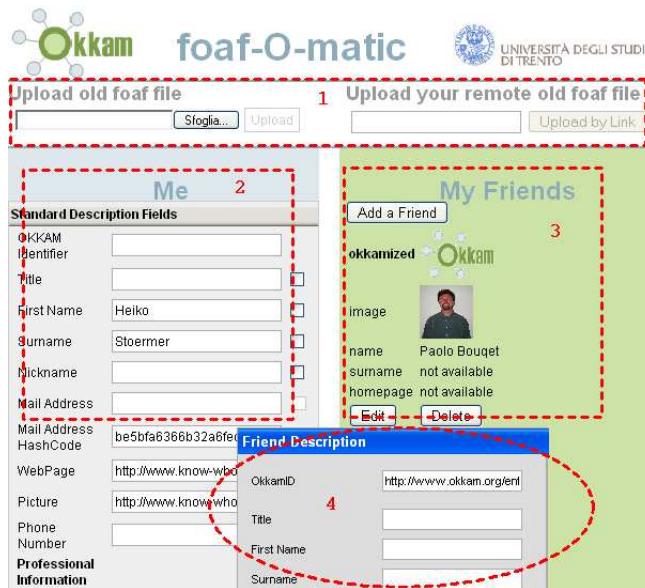 Okkam
foaf-O-matic
UNIVERSITÀ DEGLI STUDI
DI TRENTO
Upload old foaf file
1
Upload your remote old foaf file
Sfoglia...
Upload
Upload by Link
Me
2
Standard Description Fields
OKKAM
Identifier
Title
First Name
Heiko
Surname
Stoermer
Nickname
Mail Address
Mail Address
HashCode
be5bfa6366b32a6fed
WebPage
http://www.know-who
Picture
http://www.know-who
Phone
Number
Professional
Information
My Friends
Add a Friend
3
okkamized
Okkam
image
name
Paolo Bouqet
surname
not available
homepage
not available
Edit
Delete
Friend Description
OkkamID
http://www.okkam.org/ent
4
Title
First Name
Surname